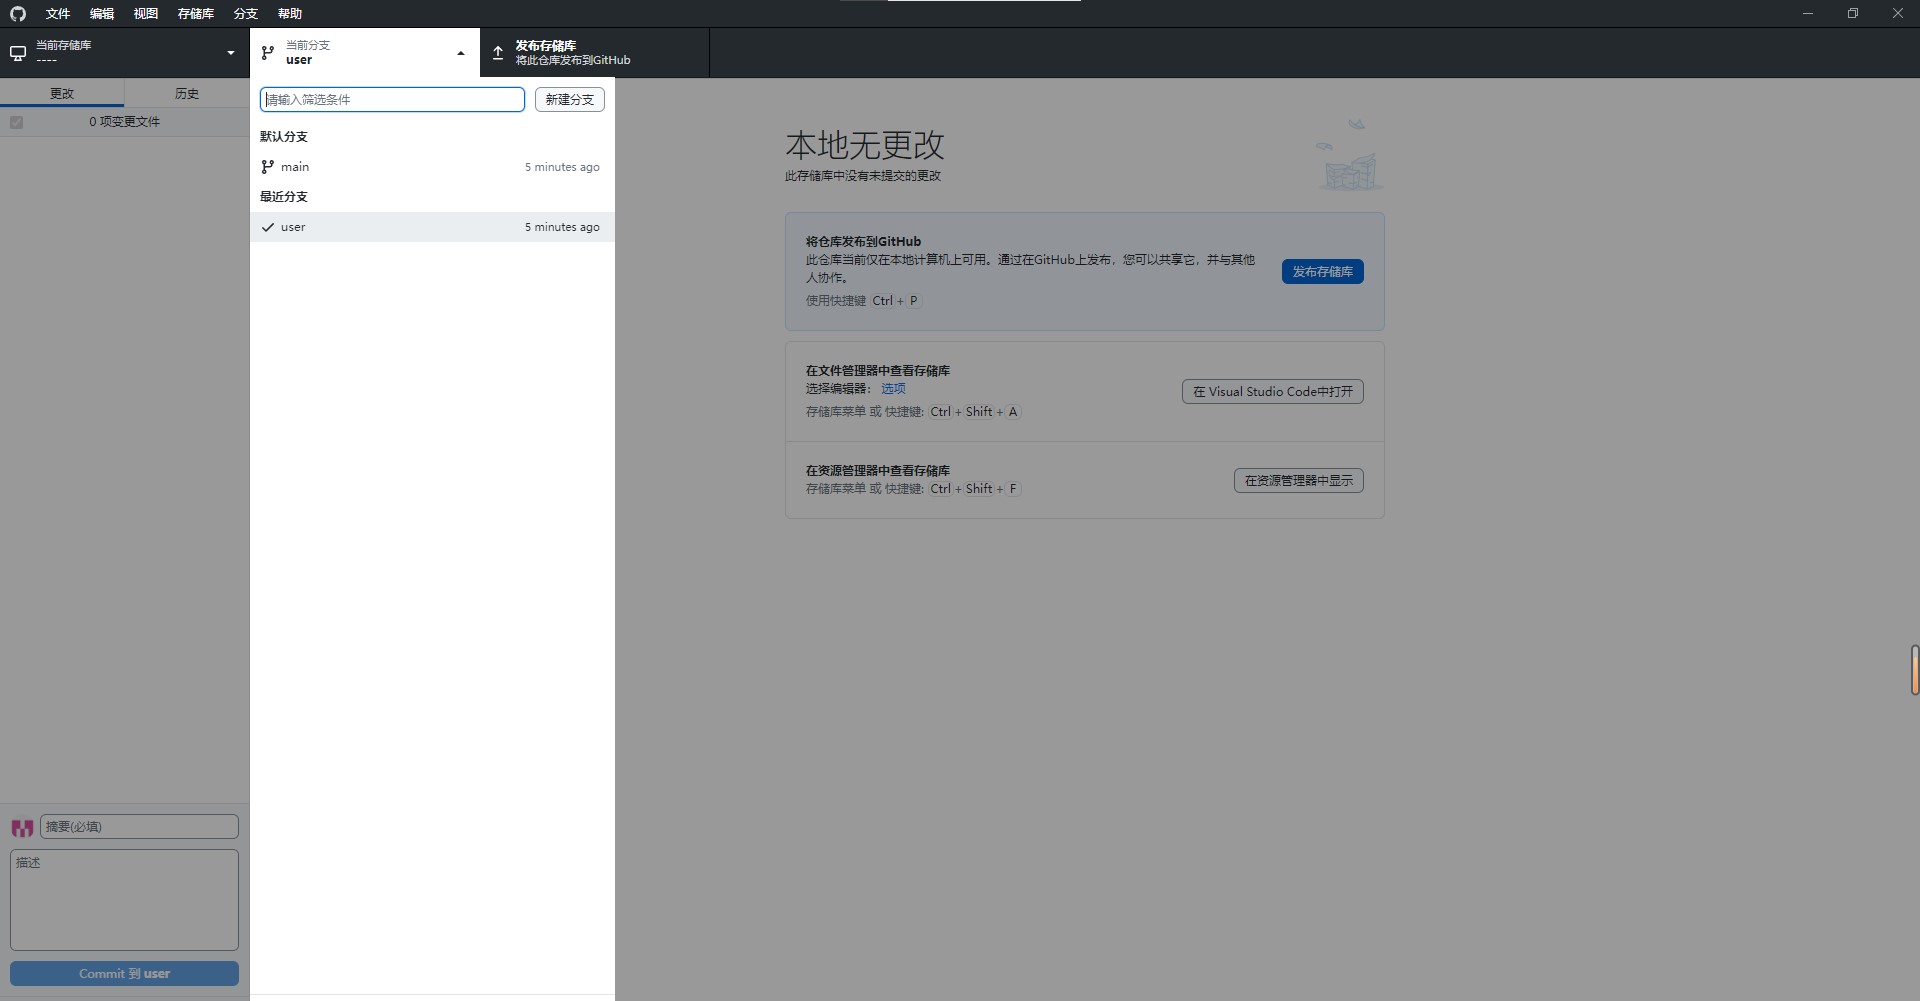 文件 编辑 视图 存储库 分支 帮助
当前存储库
----
当前分支
user
发布存储库
将此仓库发布到GitHub
更改 历史
0 项变更文件
请输入筛选条件 新建分支
默认分支
main 5 minutes ago
最近分支
user 5 minutes ago
本地无更改
此存储库中没有未提交的更改
将仓库发布到GitHub
此仓库当前仅在本地计算机上可用。通过在GitHub上发布，您可以共享它，并与其他
人协作。
使用快捷键 Ctrl + P
发布存储库
在文件管理器中查看存储库
选择编辑器： 选项
存储库菜单 或 快捷键: Ctrl + Shift + A
在 Visual Studio Code中打开
在资源管理器中查看存储库
存储库菜单 或 快捷键: Ctrl + Shift + F
在资源管理器中显示
摘要(必填)
描述
Commit 到 user